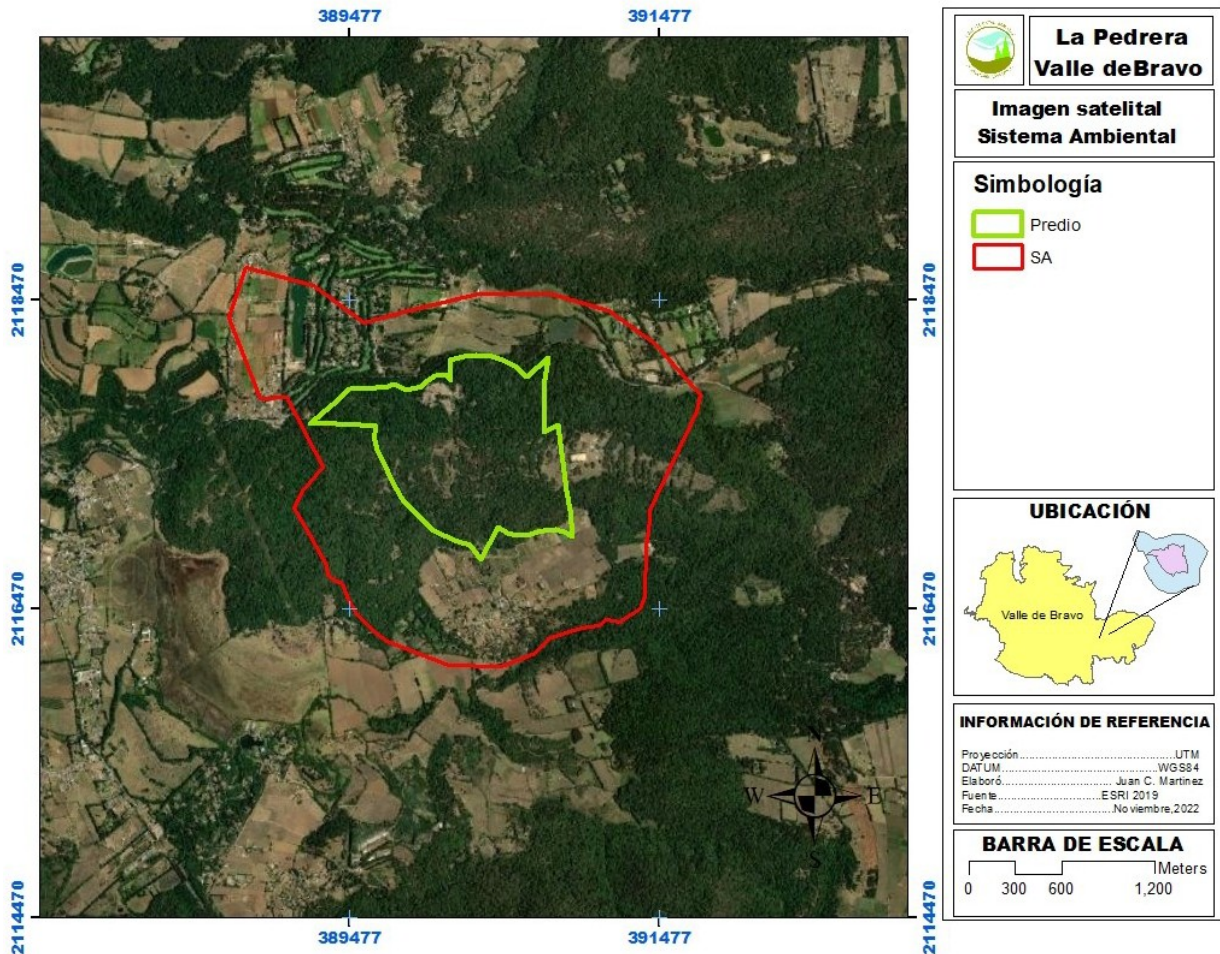 389477
391477
2118470
2118470
2116470
2116470
2114470
2114470
389477
391477
N
W
E
S
La Pedrera
Valle deBravo
Imagen satelital
Sistema Ambiental
Simbología
Predio
SA
UBICACIÓN
Valle de Bravo
INFORMACIÓN DE REFERENCIA
Proyección........................................UTM
DATUM........................................WGS84
Elaboró............................ Juan C. Martinez
Fuente..........................ESRI 2019
Fecha..............................Noviembre,2022
BARRA DE ESCALA
Meters
0 300 600 1,200